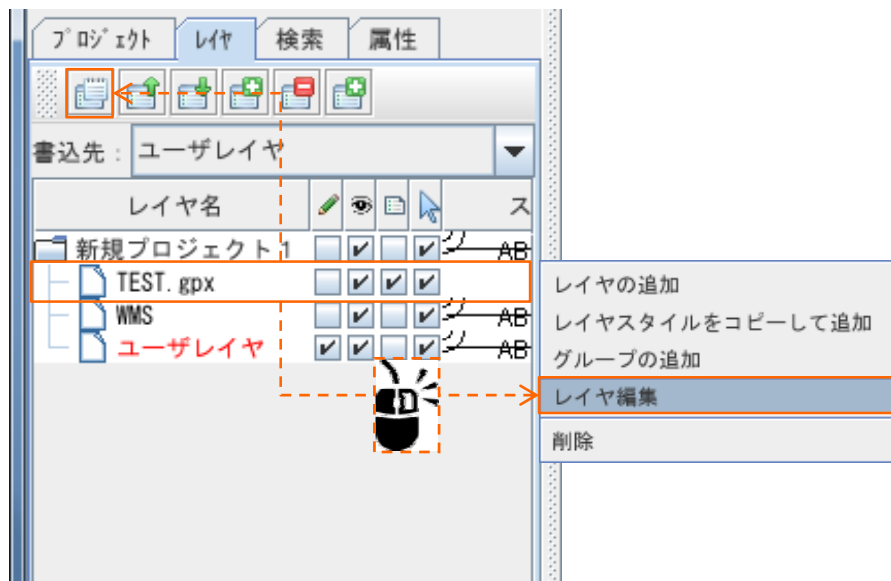 プロジェクト レイヤ 検索 属性
書込先： ユーザレイヤ
レイヤ名 ス
新規プロジェクト1 AB
TEST.gpx
WMS AB
ユーザレイヤ AB
レイヤの追加
レイヤスタイルをコピーして追加
グループの追加
レイヤ編集
削除